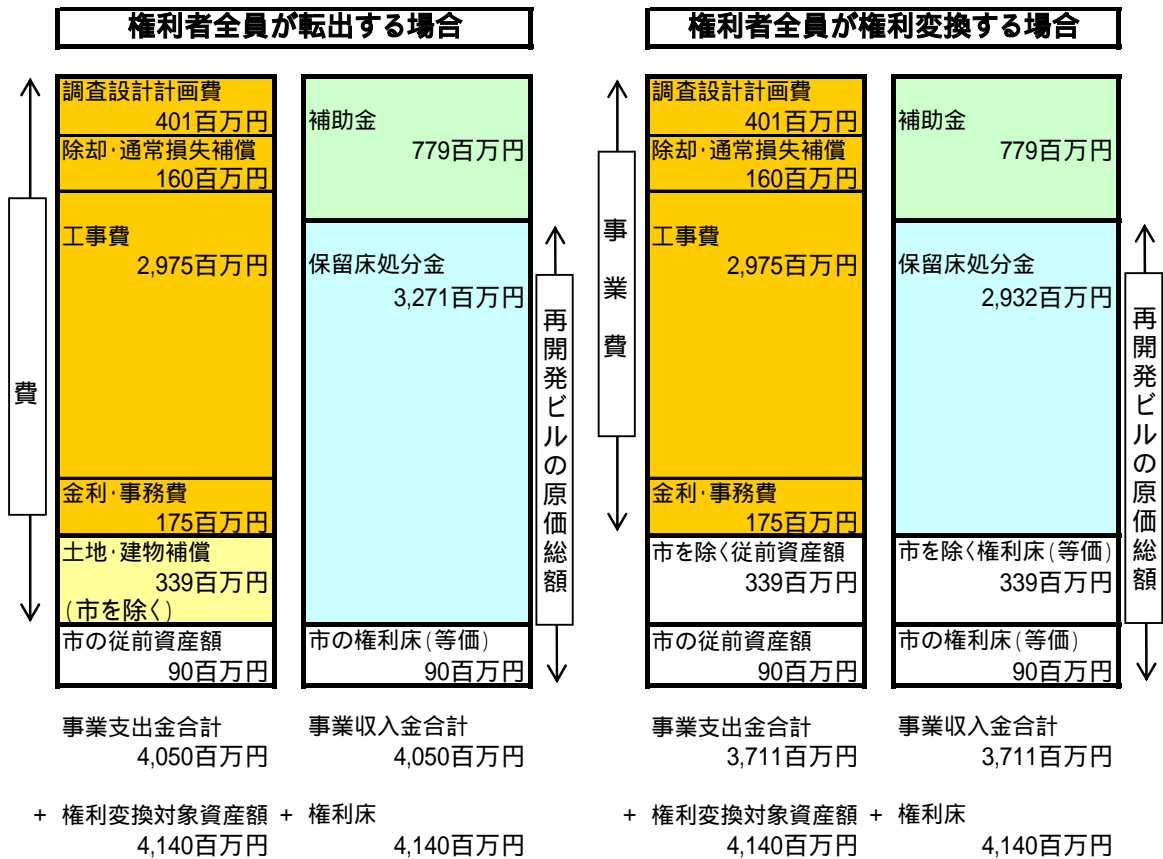 権利者全員が転出する場合
費
調査設計計画費
401百万円
除却・通常損失補償
160百万円
工事費
2,975百万円
金利・事務費
175百万円
土地・建物補償
339百万円
(市を除く)
市の従前資産額
90百万円
補助金
779百万円
保留床処分金
3,271百万円
市の権利床(等価)
90百万円
再開発ビルの原価総額
事業支出金合計
4,050百万円
事業収入金合計
4,050百万円
+ 権利変換対象資産額
4,140百万円
+ 権利床
4,140百万円
権利者全員が権利変換する場合
事業費
調査設計計画費
401百万円
除却・通常損失補償
160百万円
工事費
2,975百万円
金利・事務費
175百万円
市を除く従前資産額
339百万円
市の従前資産額
90百万円
補助金
779百万円
保留床処分金
2,932百万円
市を除く権利床(等価)
339百万円
市の権利床(等価)
90百万円
再開発ビルの原価総額
事業支出金合計
3,711百万円
事業収入金合計
3,711百万円
+ 権利変換対象資産額
4,140百万円
+ 権利床
4,140百万円